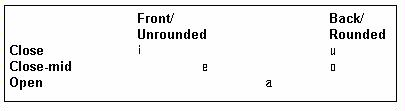 Front/ Back/
Unrounded Rounded
Close i u
Close-mid e o
Open a